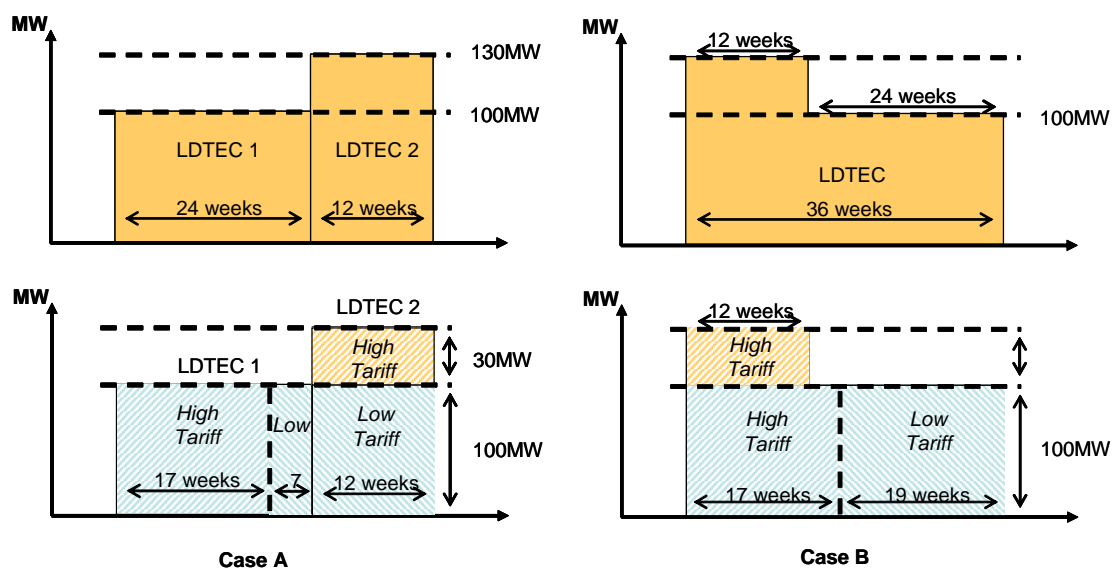 MW
130MW
100MW
LDTEC 1
LDTEC 2
24 weeks
12 weeks
MW
12 weeks
24 weeks
100MW
LDTEC
36 weeks
MW
LDTEC 2
High
Tariff
30MW
LDTEC 1
High
Tariff
Low
Low
Tariff
100MW
17 weeks
7
12 weeks
Case A
MW
12 weeks
High
Tariff
High
Tariff
Low
Tariff
100MW
17 weeks
19 weeks
Case B